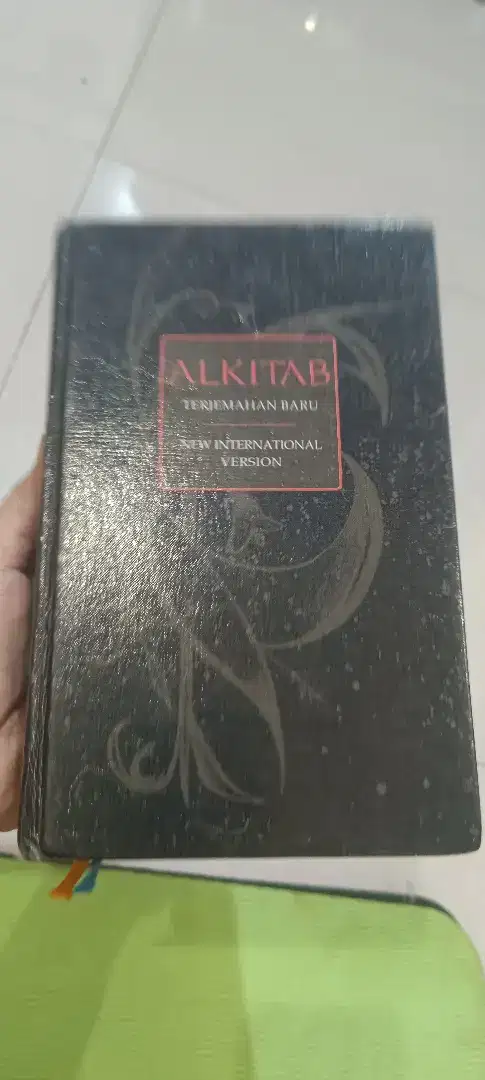 ALKITAB
TERJEMAHAN BARU
NEW INTERNATIONAL
VERSION